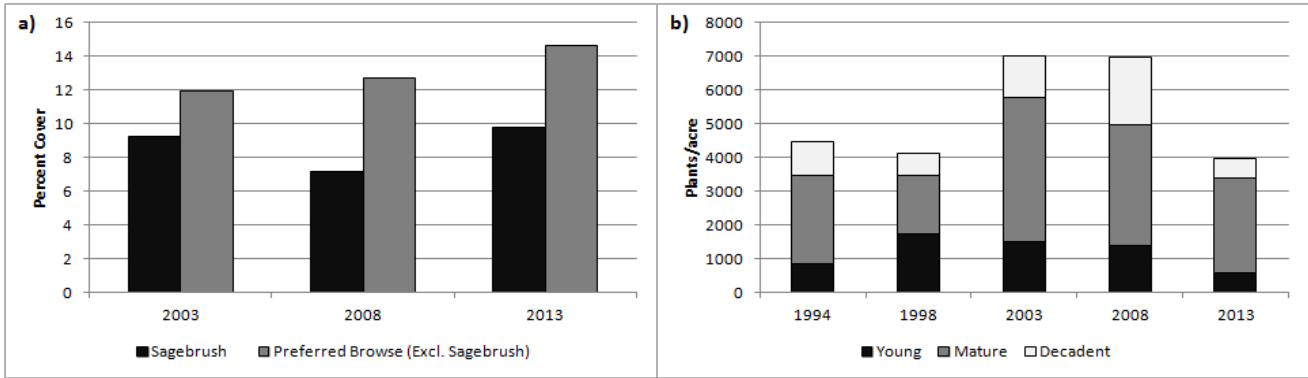 a)
16
14
12
10
8
6
4
2
0
Percent Cover
2003 2008 2013
Sagebrush Preferred Browse (Excl. Sagebrush)
b)
8000
7000
6000
5000
4000
3000
2000
1000
0
Plants/acre
1994 1998 2003 2008 2013
Young Mature Decadent